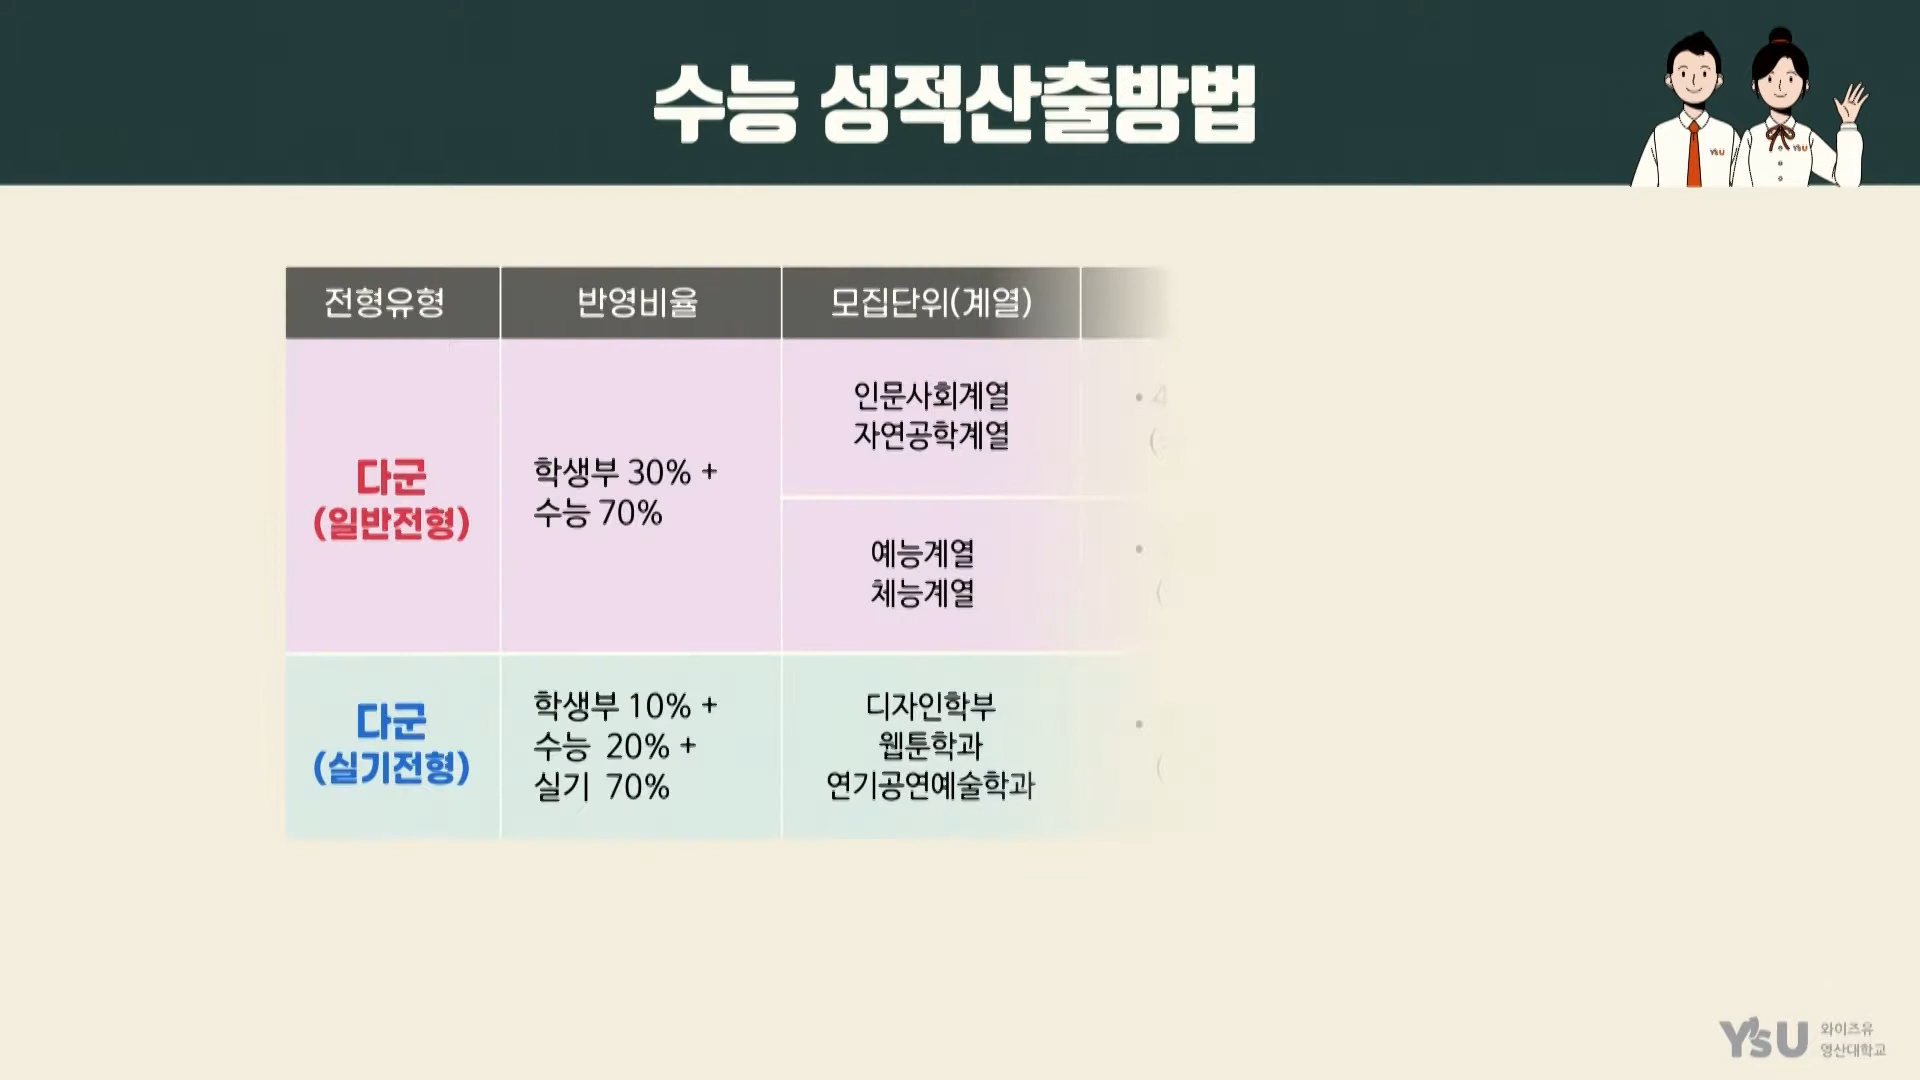 수능 성적산출방법
전형유형
반영비율
모집단위(계열)
다군
(일반전형)
학생부 30% +
수능 70%
인문사회계열
자연공학계열
예능계열
체능계열
다군
(실기전형)
학생부 10% +
수능 20% +
실기 70%
디자인학부
웹툰학과
연기공연예술학과
YsU
YsU
YsU
와이즈유
영산대학교